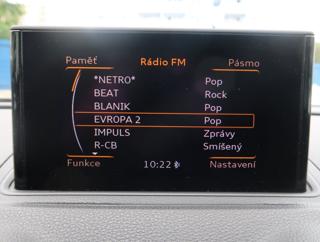 Paměť Rádio FM Pásmo
*NETRO* Pop
BEAT Rock
BLANIK Pop
EVROPA 2 Pop
IMPULS Zprávy
R-CB Smíšený
Funkce 10:22 Nastavení